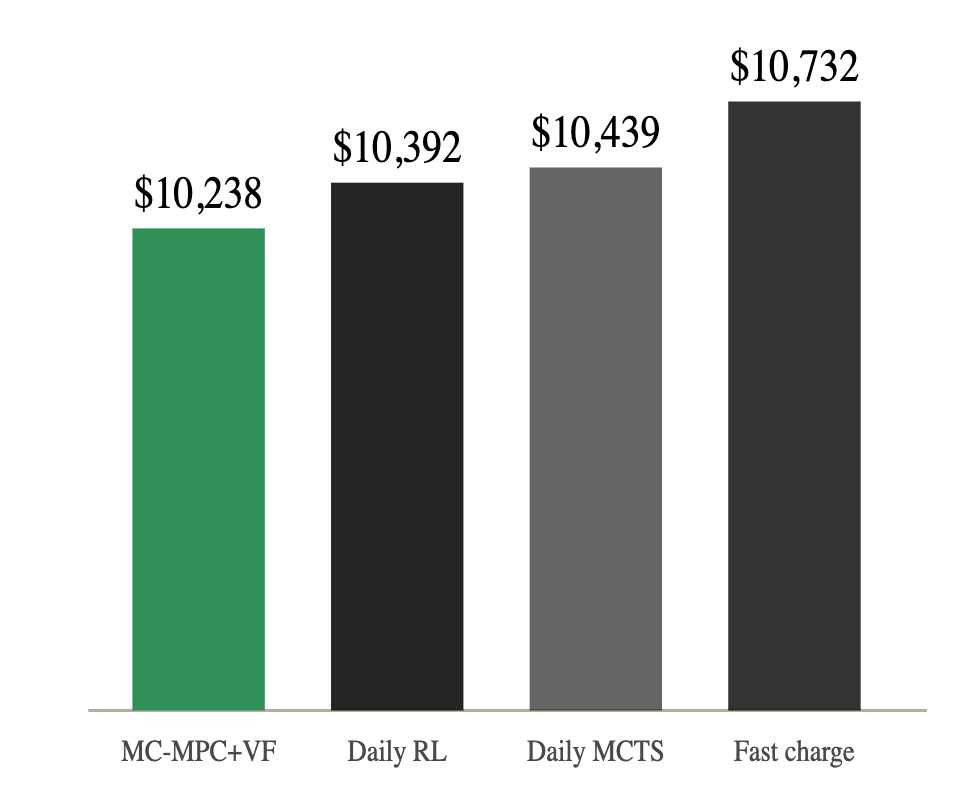 $10,732
$10,439
$10,392
$10,238
MC-MPC+VF
Daily RL
Daily MCTS
Fast charge